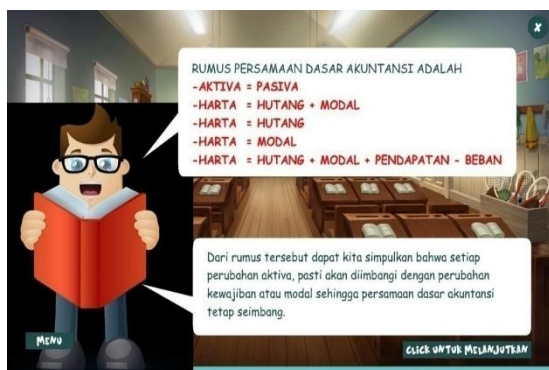 x
RUMUS PERSAMAAN DASAR AKUNTANSI ADALAH
-AKTIVA = PASIVA
-HARTA = HUTANG + MODAL
-HARTA = HUTANG
-HARTA = MODAL
-HARTA = HUTANG + MODAL + PENDAPATAN - BEBAN
Dari rumus tersebut dapat kita simpulkan bahwa setiap
perubahan aktiva, pasti akan diimbangi dengan perubahan
kewajiban atau modal sehingga persamaan dasar akuntansi
tetap seimbang.
MENU
CLICK UNTUK MELANJUTKAN